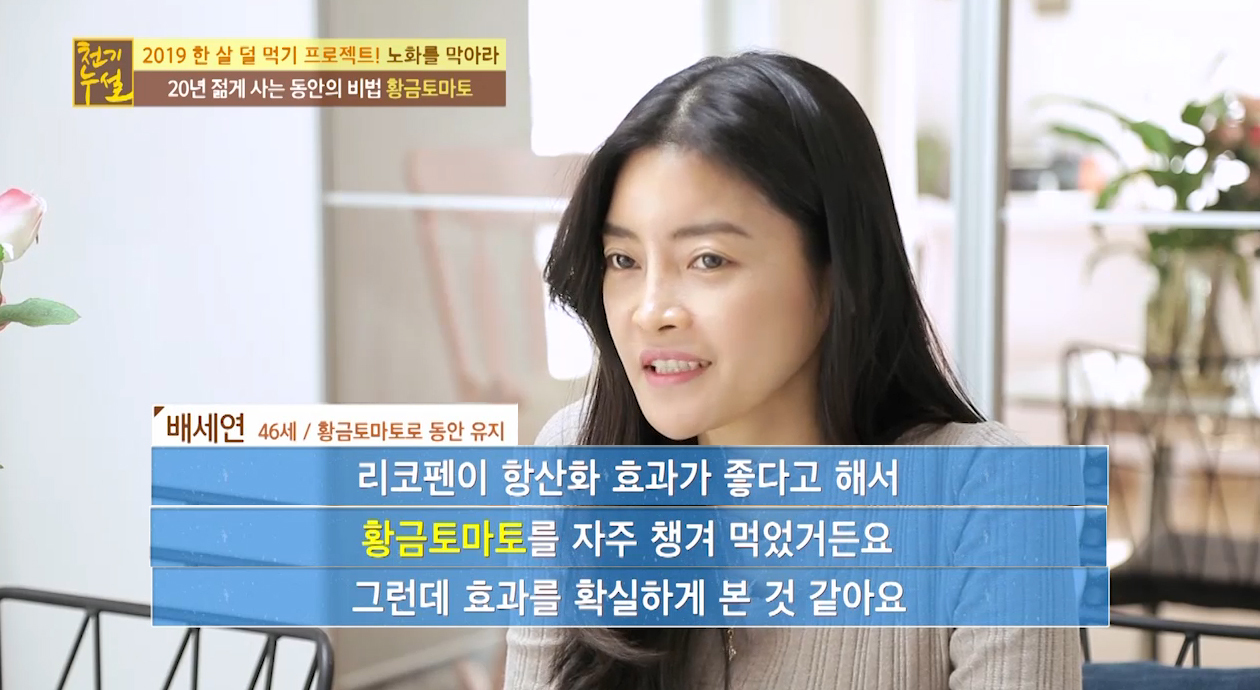 천기누설
2019 한 살 덜 먹기 프로젝트! 노화를 막아라
20년 젊게 사는 동안의 비법 황금토마토
배세연 46세 / 황금토마토로 동안 유지
리코펜이 항산화 효과가 좋다고 해서
황금토마토를 자주 챙겨 먹었거든요
그런데 효과를 확실하게 본 것 같아요